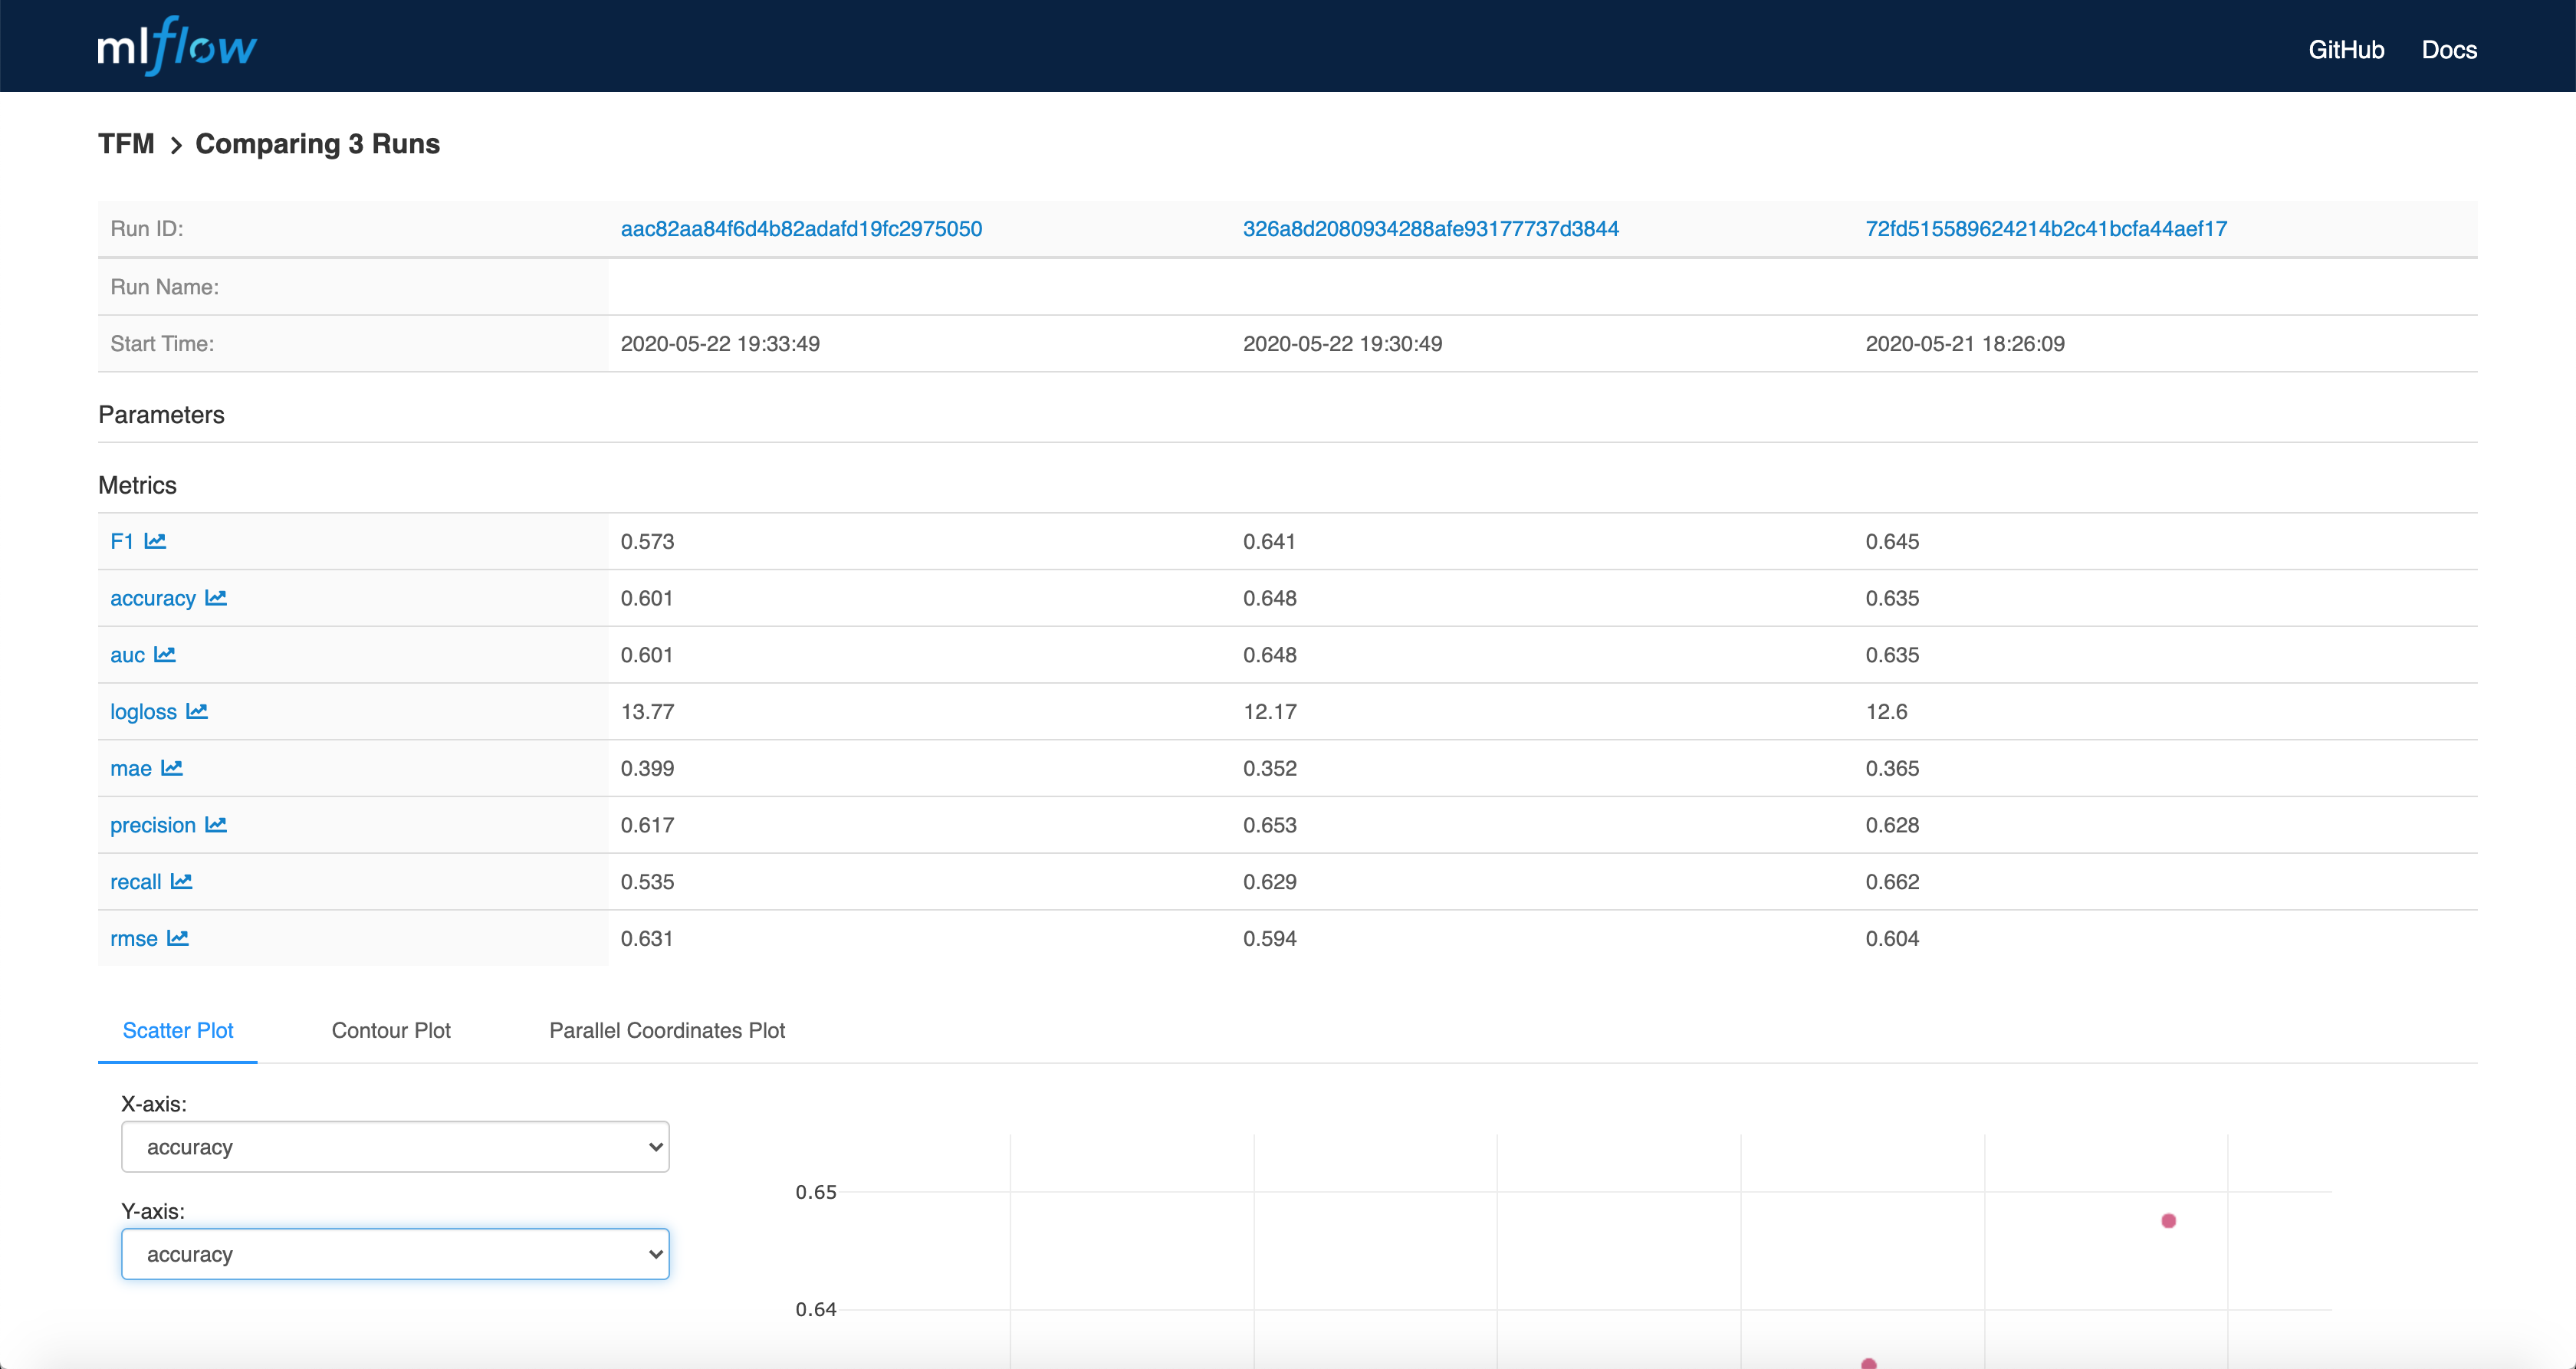 mlflow GitHub Docs
TFM > Comparing 3 Runs
Run ID: aac82aa84f6d4b82adafd19fc2975050 326a8d2080934288afe93177737d3844 72fd515589624214b2c41bcfa44aef17
Run Name:
Start Time: 2020-05-22 19:33:49 2020-05-22 19:30:49 2020-05-21 18:26:09
Parameters
Metrics
F1 0.573 0.641 0.645
accuracy 0.601 0.648 0.635
auc 0.601 0.648 0.635
logloss 13.77 12.17 12.6
mae 0.399 0.352 0.365
precision 0.617 0.653 0.628
recall 0.535 0.629 0.662
rmse 0.631 0.594 0.604
Scatter Plot Contour Plot Parallel Coordinates Plot
X-axis:
accuracy
Y-axis:
accuracy
0.65
0.64